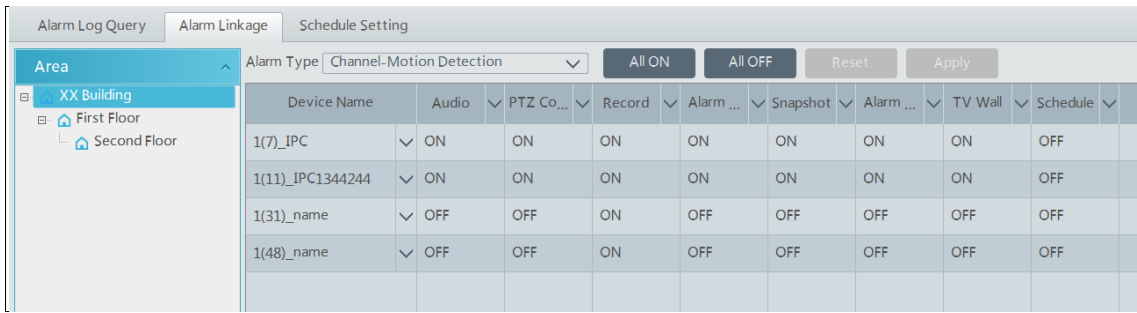 Alarm Log Query Alarm Linkage Schedule Setting
Area Alarm Type Channel-Motion Detection All ON All OFF Reset Apply
XX Building Device Name Audio PTZ Co... Record Alarm ... Snapshot Alarm ... TV Wall Schedule
First Floor
Second Floor 1(7)_IPC ON ON ON ON ON ON ON OFF
1(11)_IPC1344244 ON ON ON ON ON ON ON OFF
1(31)_name OFF OFF ON OFF OFF OFF OFF OFF
1(48)_name OFF OFF ON OFF OFF OFF OFF OFF